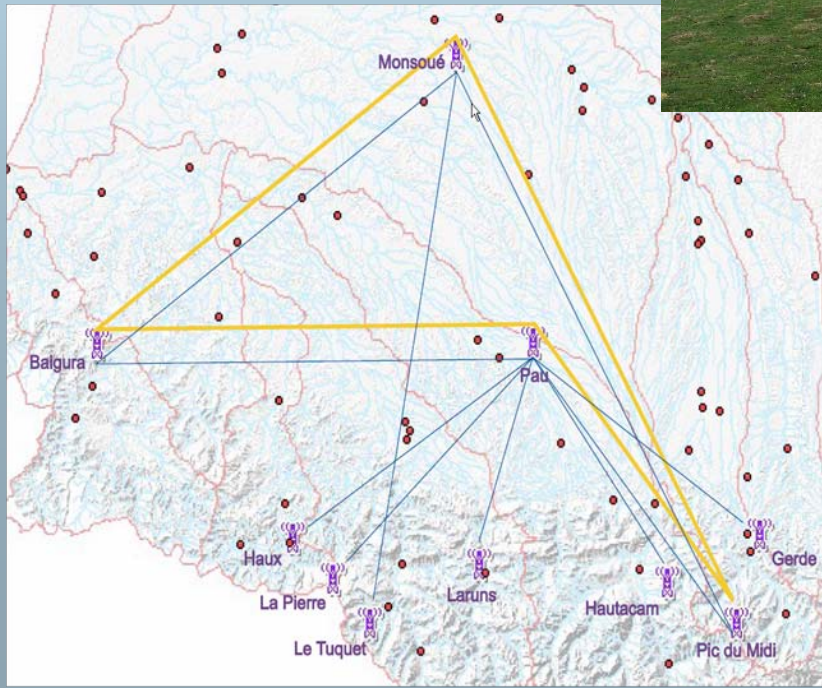 Monsoué
Baigura
Pau
Haux
Gerde
La Pierre
Laruns
Hautacam
Le Tuquet
Pic du Midi